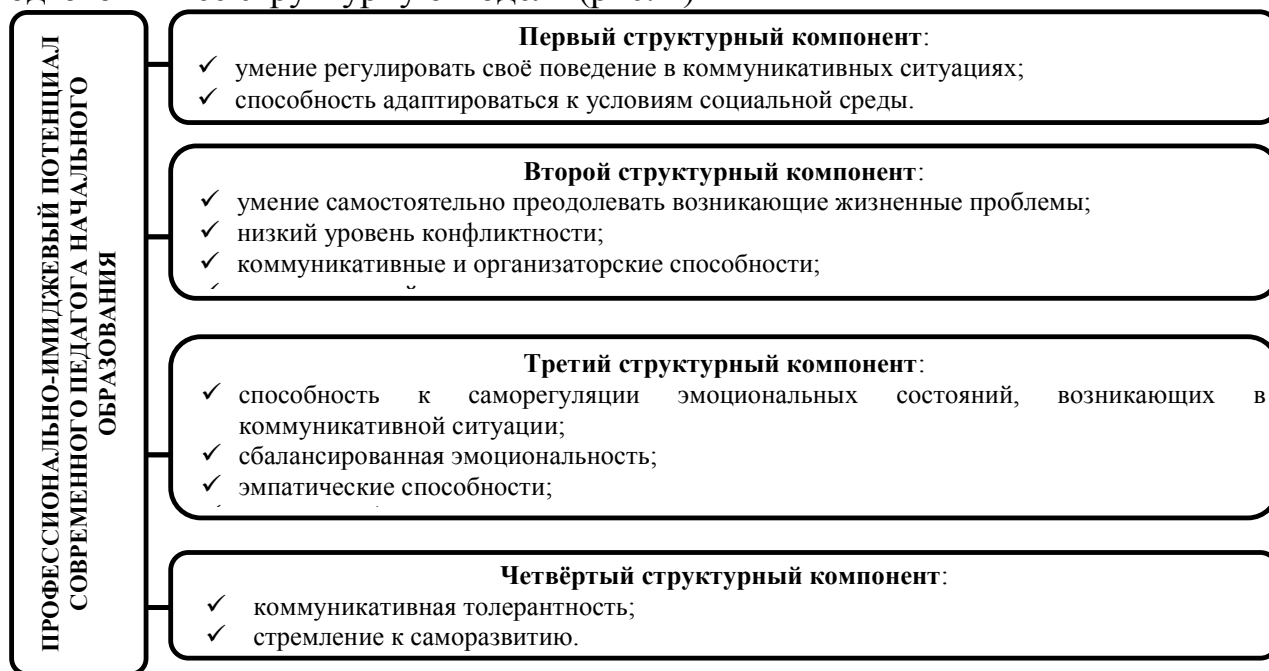 ПРОФЕССИОНАЛЬНО-ИМИДЖЕВЫЙ ПОТЕНЦИАЛ
СОВРЕМЕННОГО ПЕДАГОГА НАЧАЛЬНОГО
ОБРАЗОВАНИЯ
Первый структурный компонент:
✓ умение регулировать своё поведение в коммуникативных ситуациях;
✓ способность адаптироваться к условиям социальной среды.
Второй структурный компонент:
✓ умение самостоятельно преодолевать возникающие жизненные проблемы;
✓ низкий уровень конфликтности;
✓ коммуникативные и организаторские способности;
Третий структурный компонент:
✓ способность к саморегуляции эмоциональных состояний, возникающих в
коммуникативной ситуации;
✓ сбалансированная эмоциональность;
✓ эмпатические способности;
Четвёртый структурный компонент:
✓ коммуникативная толерантность;
✓ стремление к саморазвитию.